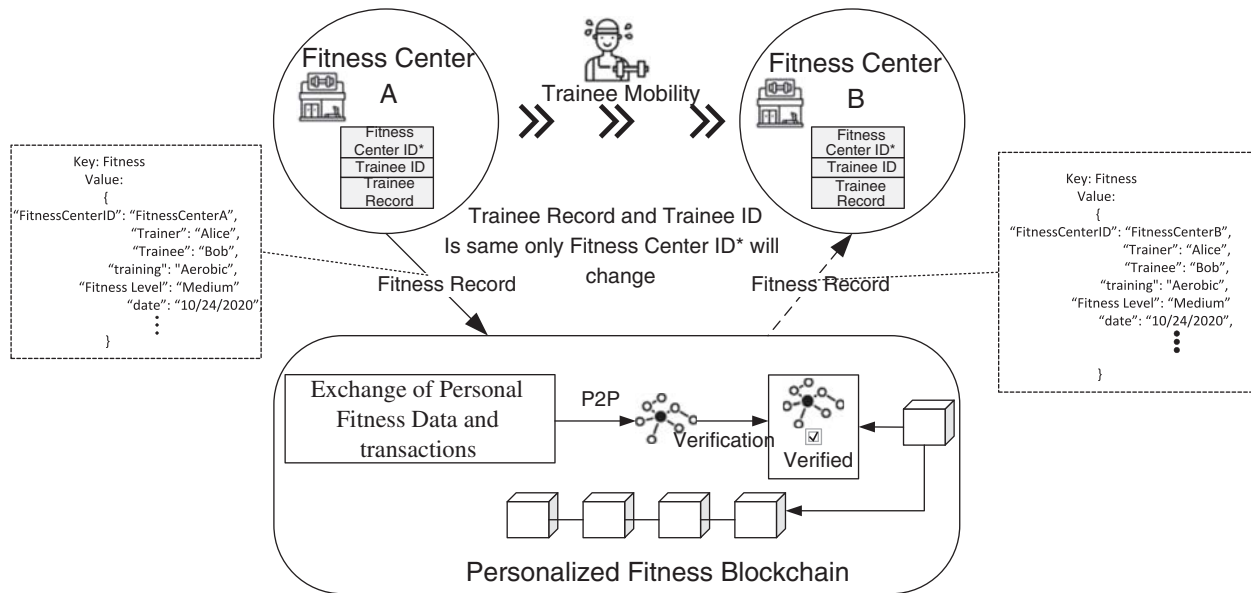 Fitness Center
A
Fitness
Center ID*
Trainee ID
Trainee
Record
Trainee Mobility
Fitness Center
B
Fitness
Center ID*
Trainee ID
Trainee
Record
Key: Fitness
Value:
{
“FitnessCenterID”: “FitnessCenterA”,
“Trainer”: “Alice”,
“Trainee”: “Bob”,
“training": "Aerobic”,
“Fitness Level”: “Medium”
“date”: “10/24/2020”
}
Trainee Record and Trainee ID
Is same only Fitness Center ID* will
change
Key: Fitness
Value:
{
“FitnessCenterID”: “FitnessCenterB”,
“Trainer”: “Alice”,
“Trainee”: “Bob”,
“training": "Aerobic”,
“Fitness Level”: “Medium”
“date”: “10/24/2020”,
}
Fitness Record
Fitness Record
Exchange of Personal
Fitness Data and
transactions
P2P
Verification
Verified
Personalized Fitness Blockchain